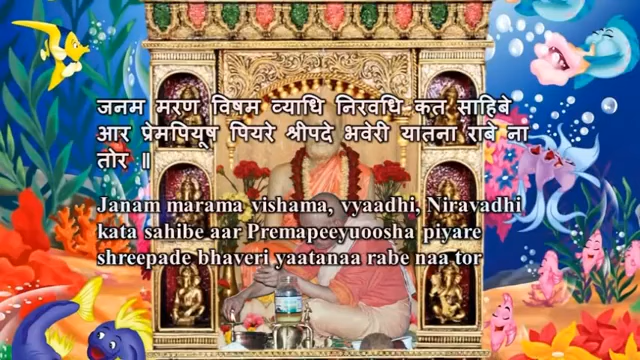 जनम मरण विषम व्याधि निरवधि कत साहिबे
आर प्रेमपियूष पियरे श्रीपदे भवेरी यातना राबे ना
तोर ॥
Janam marama vishama, vyaadhi, Niravadhi
kata sahibe aar Premapeeyuoosha piyare
shreepade bhaveri yaatanaa rabe naa tor